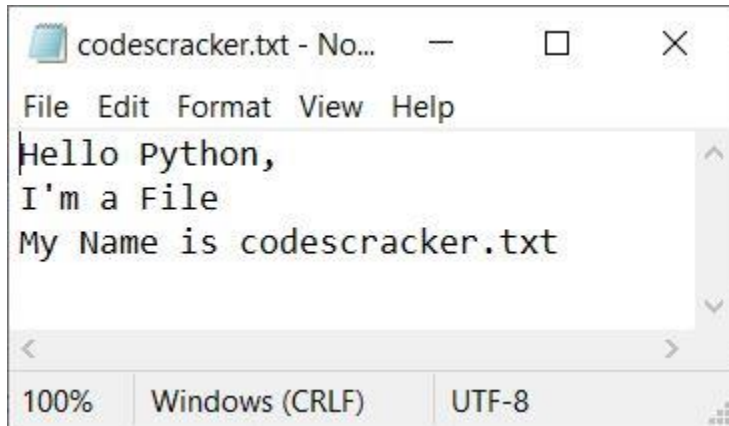 codescracker.txt - No...
File Edit Format View Help
Hello Python,
I'm a File
My Name is codescracker.txt
100% Windows (CRLF) UTF-8